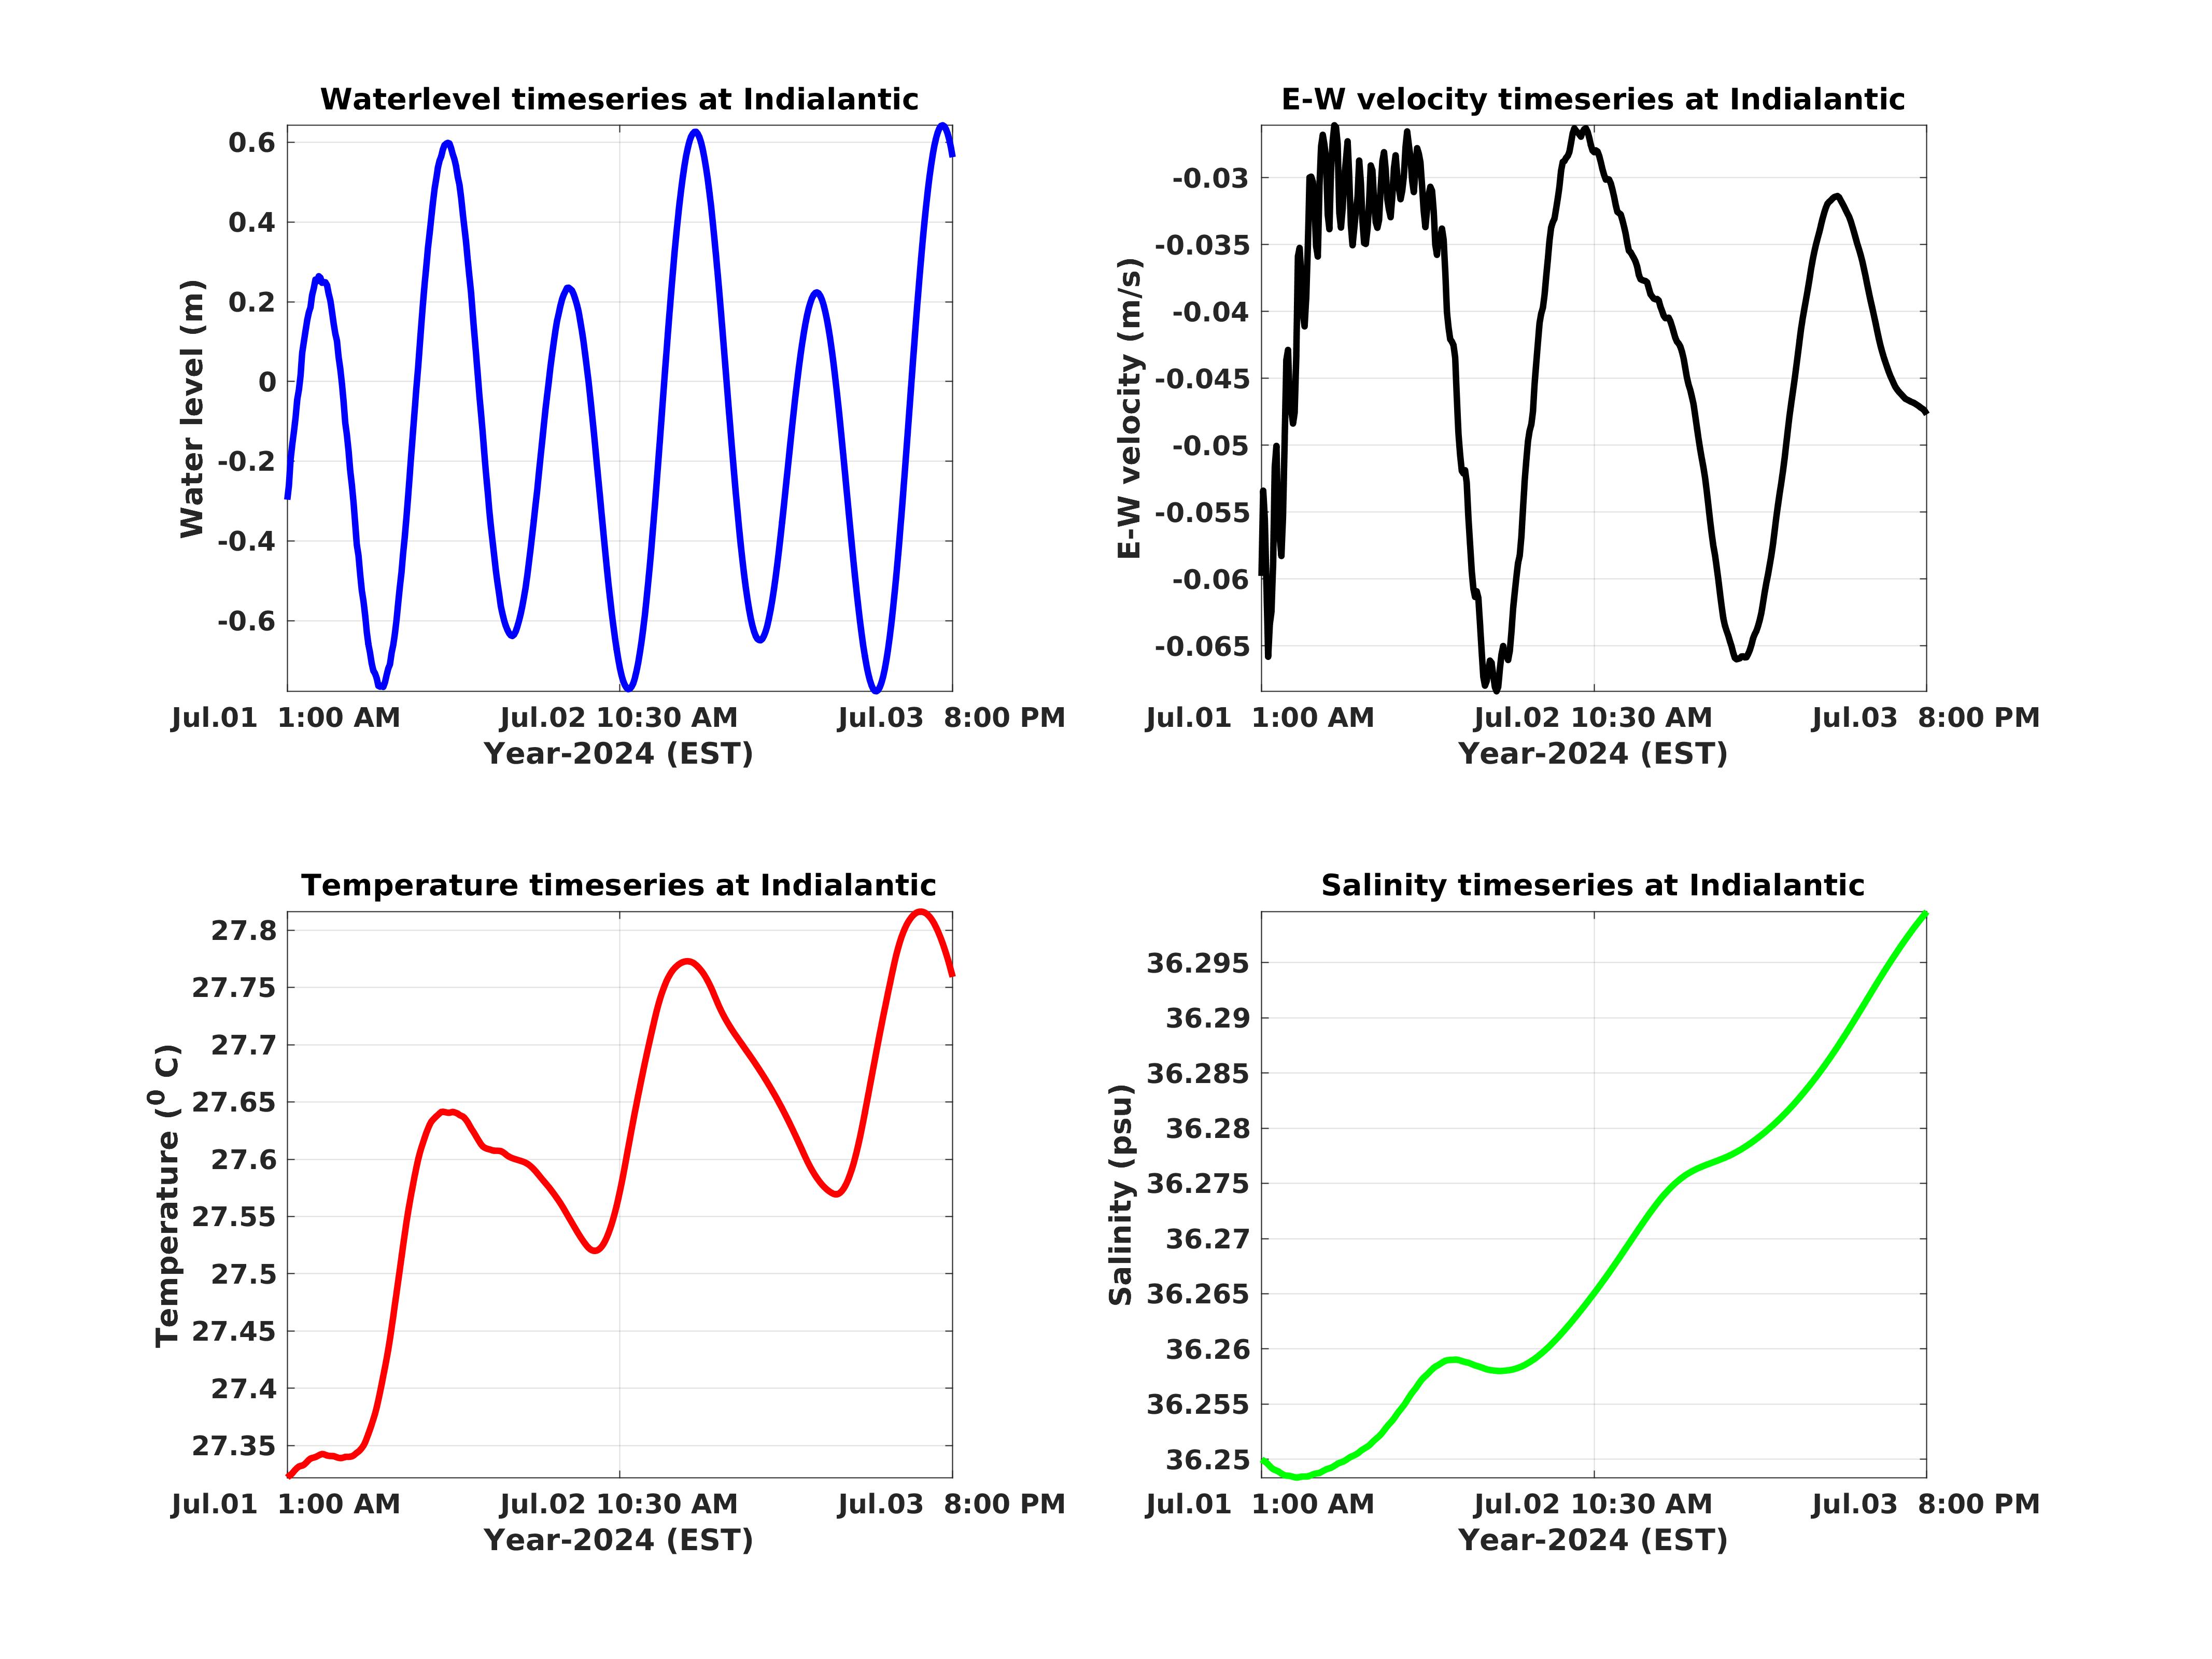 Waterlevel timeseries at Indialantic
0.6
0.4
0.2
0
-0.2
-0.4
-0.6
Water level (m)
Jul.01 1:00 AM
Jul.02 10:30 AM
Jul.03 8:00 PM
Year-2024 (EST)
E-W velocity timeseries at Indialantic
-0.03
-0.035
-0.04
-0.045
-0.05
-0.055
-0.06
-0.065
E-W velocity (m/s)
Jul.01 1:00 AM
Jul.02 10:30 AM
Jul.03 8:00 PM
Year-2024 (EST)
Temperature timeseries at Indialantic
27.8
27.75
27.7
27.65
27.6
27.55
27.5
27.45
27.4
27.35
Temperature (⁰ C)
Jul.01 1:00 AM
Jul.02 10:30 AM
Jul.03 8:00 PM
Year-2024 (EST)
Salinity timeseries at Indialantic
36.295
36.29
36.285
36.28
36.275
36.27
36.265
36.26
36.255
36.25
Salinity (psu)
Jul.01 1:00 AM
Jul.02 10:30 AM
Jul.03 8:00 PM
Year-2024 (EST)